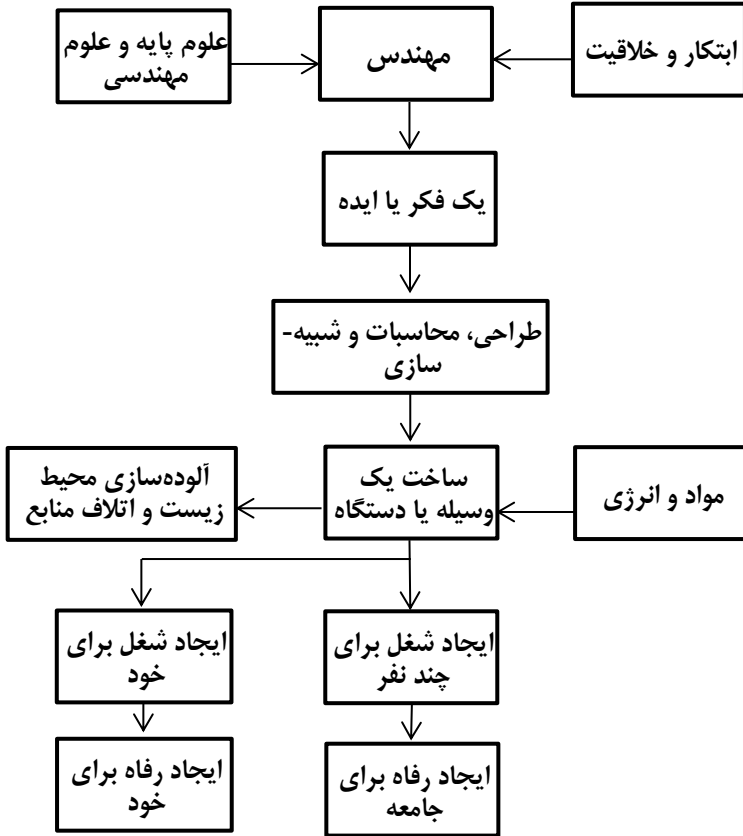 ابتکار و خلاقیت
مهندس
علوم پایه و علوم
مهندسی
یک فکر یا ایده
طراحی، محاسبات و شبیه-
سازی
مواد و انرژی
ساخت یک
وسیله یا دستگاه
آلوده‌سازی محیط
زیست و اتلاف منابع
ایجاد شغل برای
چند نفر
ایجاد شغل برای
خود
ایجاد رفاه برای
جامعه
ایجاد رفاه برای
خود